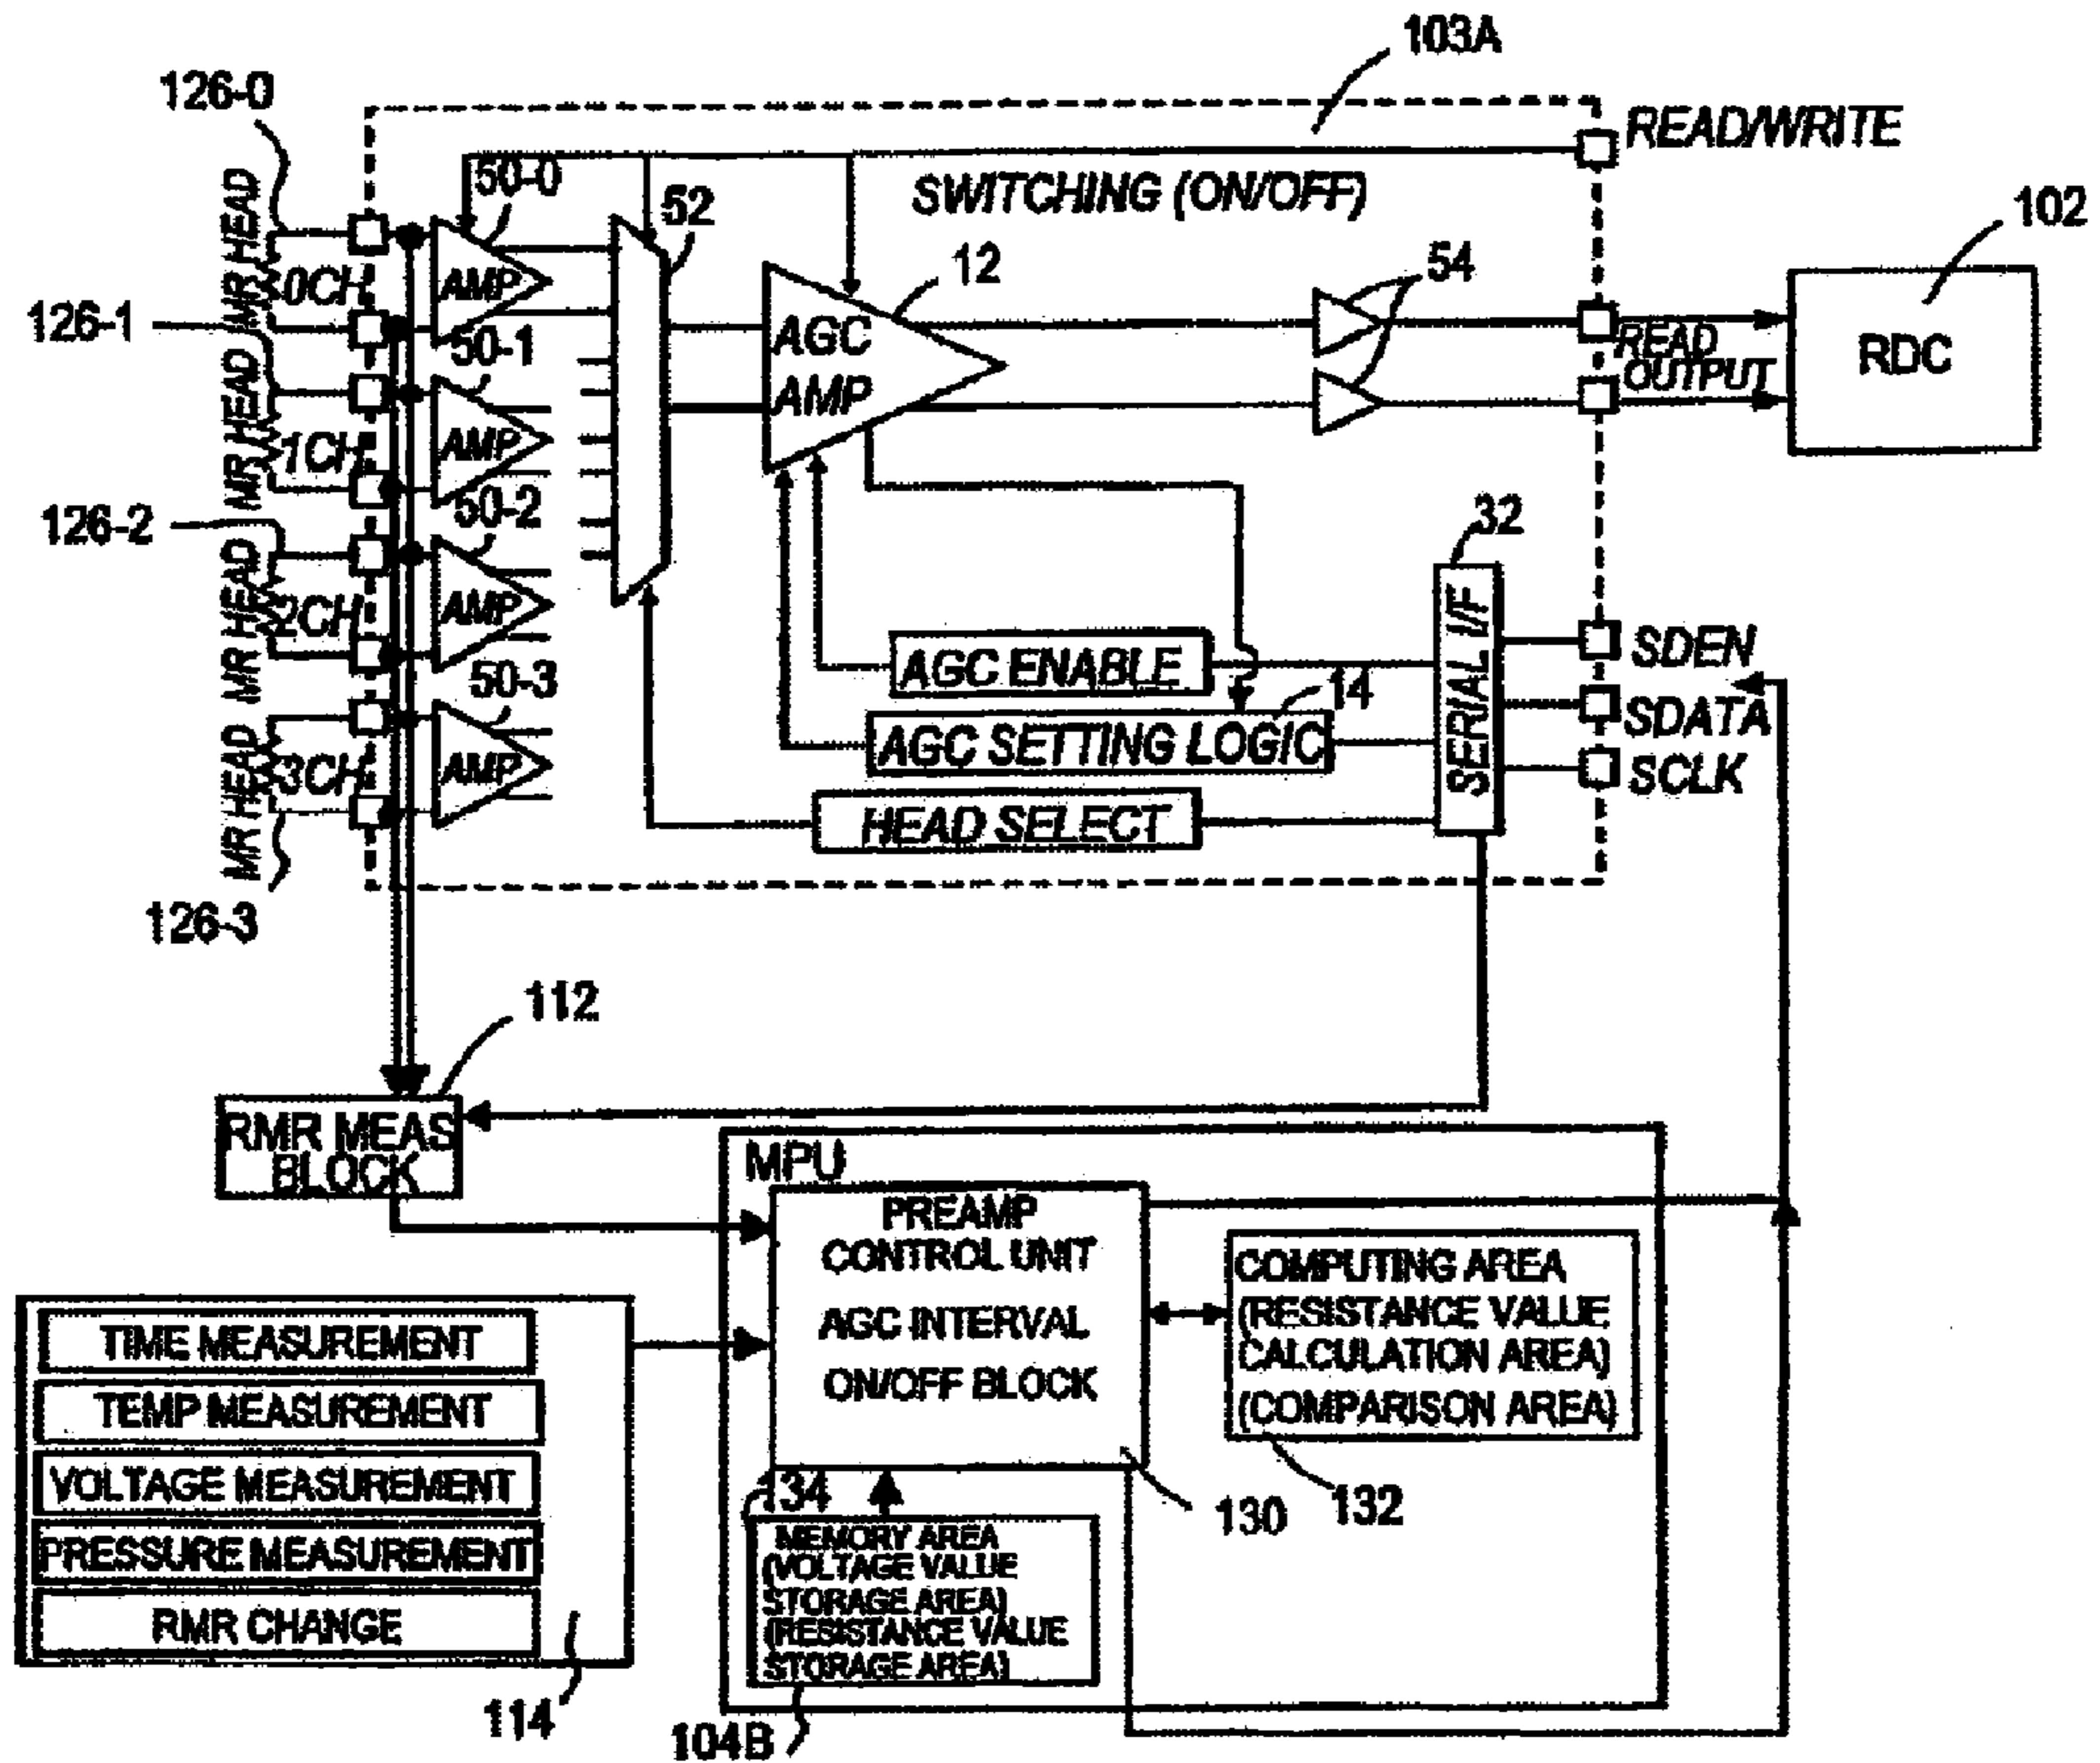 103A
126-0
READ/WRITE
50-0
SWITCHING (ON/OFF)
52
102
MR HEAD
0CH
AMP
12
54
126-1
50-1
AGC
AMP
READ
OUTPUT
RDC
MR HEAD
1CH
AMP
126-2
50-2
32
MR HEAD
2CH
AMP
AGC ENABLE
SERIAL I/F
SDEN
50-3
14
SDATA
MR HEAD
3CH
AMP
AGC SETTING LOGIC
SCLK
HEAD SELECT
126-3
112
RMR MEAS
BLOCK
MPU
PREAMP
CONTROL UNIT
AGC INTERVAL
ON/OFF BLOCK
COMPUTING AREA
(RESISTANCE VALUE
CALCULATION AREA)
(COMPARISON AREA)
TIME MEASUREMENT
TEMP MEASUREMENT
VOLTAGE MEASUREMENT
PRESSURE MEASUREMENT
RMR CHANGE
134
130
132
MEMORY AREA
(VOLTAGE VALUE
STORAGE AREA)
(RESISTANCE VALUE
STORAGE AREA)
114
104B